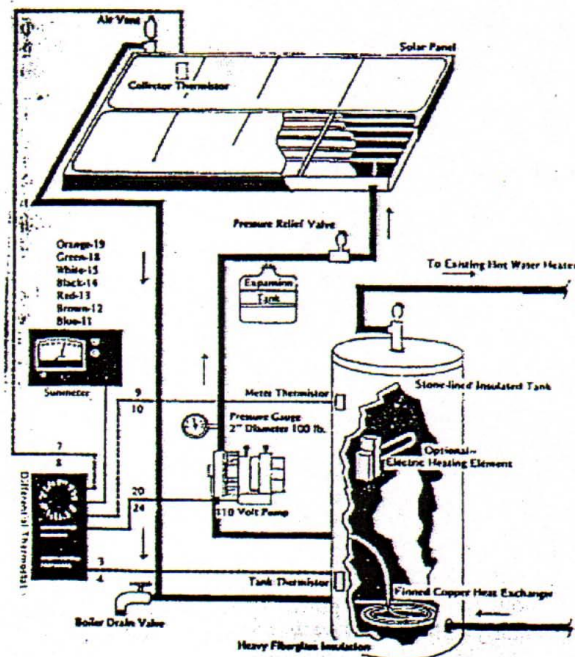 Air Vent
Solar Panel
Collector Thermistor
Pressure Relief Valve
Orange-19
Green-18
White-15
Black-14
Red-13
Brown-12
Blue-11
To Existing Hot Water Heater
Expansion
Tank
Sunmeter
9
10
Meter Thermistor
Stone-lined Insulated Tank
Pressure Gauge
2" Diameter 100 lb.
Optional-
Electric Heating Element
7
8
Differential Thermostat
20
24
110 Volt Pump
3
4
Tank Thermistor
Finned Copper Heat Exchanger
Boiler Drain Valve
Heavy Fiberglass Insulation